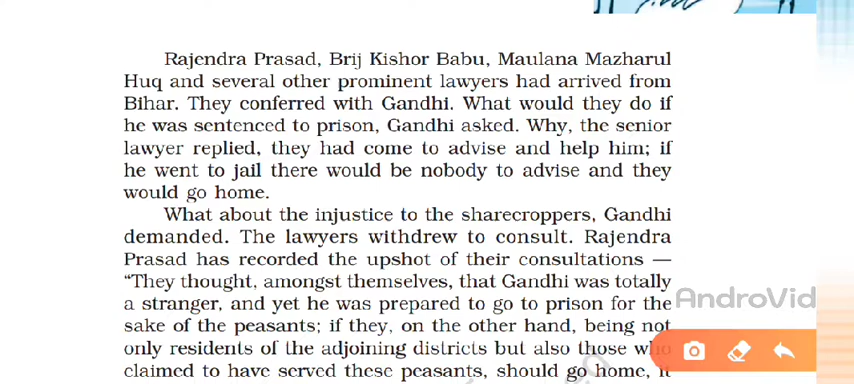 Rajendra Prasad, Brij Kishor Babu, Maulana Mazharul
Huq and several other prominent lawyers had arrived from
Bihar. They conferred with Gandhi. What would they do if
he was sentenced to prison, Gandhi asked. Why, the senior
lawyer replied, they had come to advise and help him; if
he went to jail there would be nobody to advise and they
would go home.
What about the injustice to the sharecroppers, Gandhi
demanded. The lawyers withdrew to consult. Rajendra
Prasad has recorded the upshot of their consultations —
“They thought, amongst themselves, that Gandhi was totally
a stranger, and yet he was prepared to go to prison for the
sake of the peasants; if they, on the other hand, being not
only residents of the adjoining districts but also those who
claimed to have served these peasants, should go home, it
AndroVid